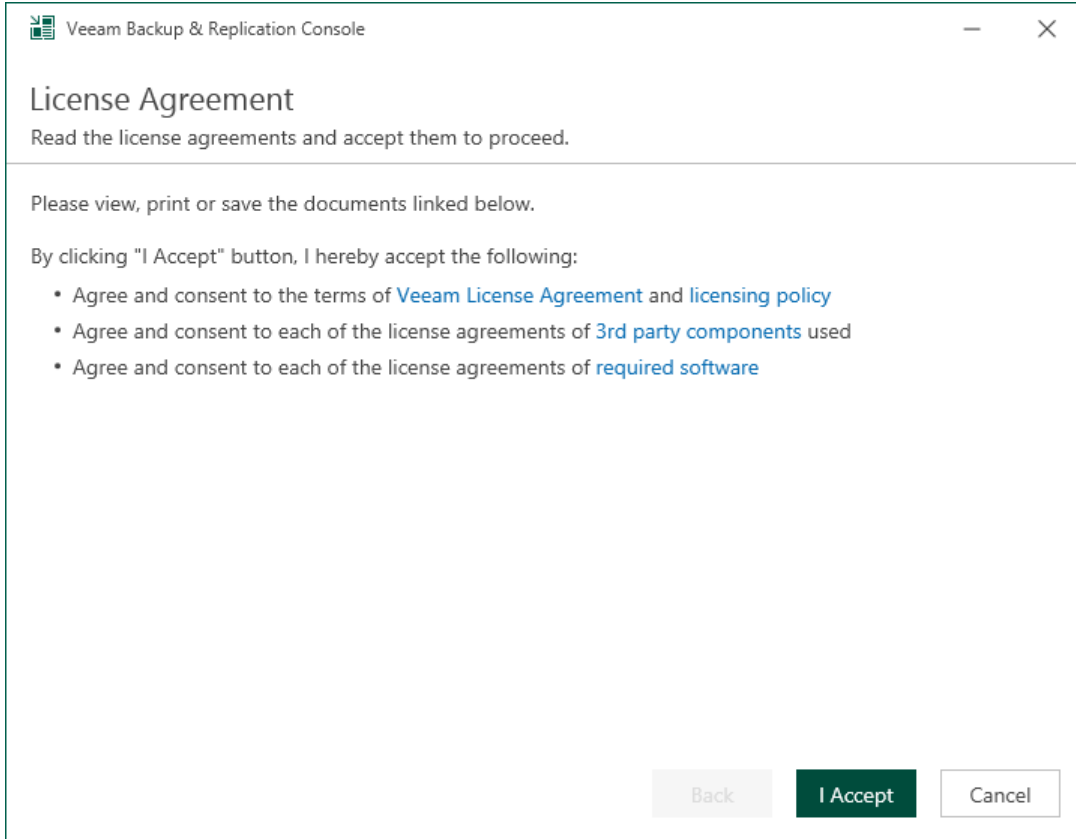 Veeam Backup & Replication Console
License Agreement
Read the license agreements and accept them to proceed.
Please view, print or save the documents linked below.
By clicking "I Accept" button, I hereby accept the following:
• Agree and consent to the terms of Veeam License Agreement and licensing policy
• Agree and consent to each of the license agreements of 3rd party components used
• Agree and consent to each of the license agreements of required software
Back I Accept Cancel